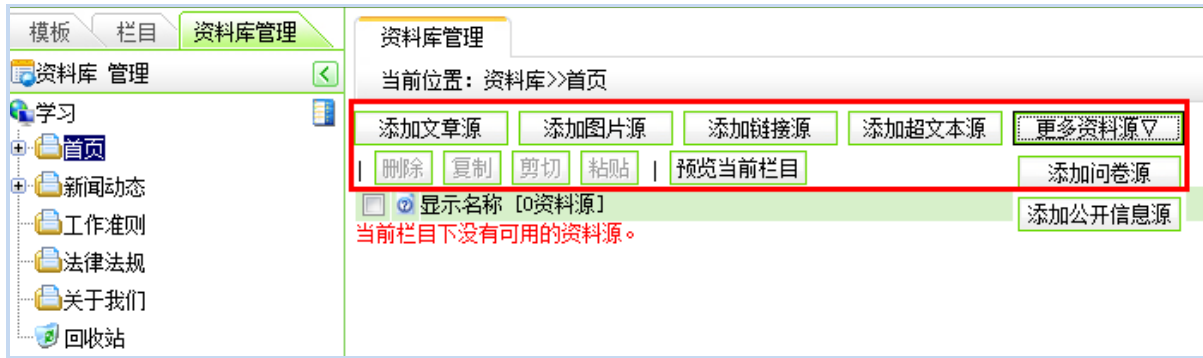 模板 栏目 资料库管理
资料库 管理
学习
首页
新闻动态
工作准则
法律法规
关于我们
回收站
资料库管理
当前位置：资料库>>首页
添加文章源 添加图片源 添加链接源 添加超文本源 更多资料源▽
| 删除 复制 剪切 粘贴 | 预览当前栏目 添加问卷源
显示名称 [0资料源] 添加公开信息源
当前栏目下没有可用的资料源。